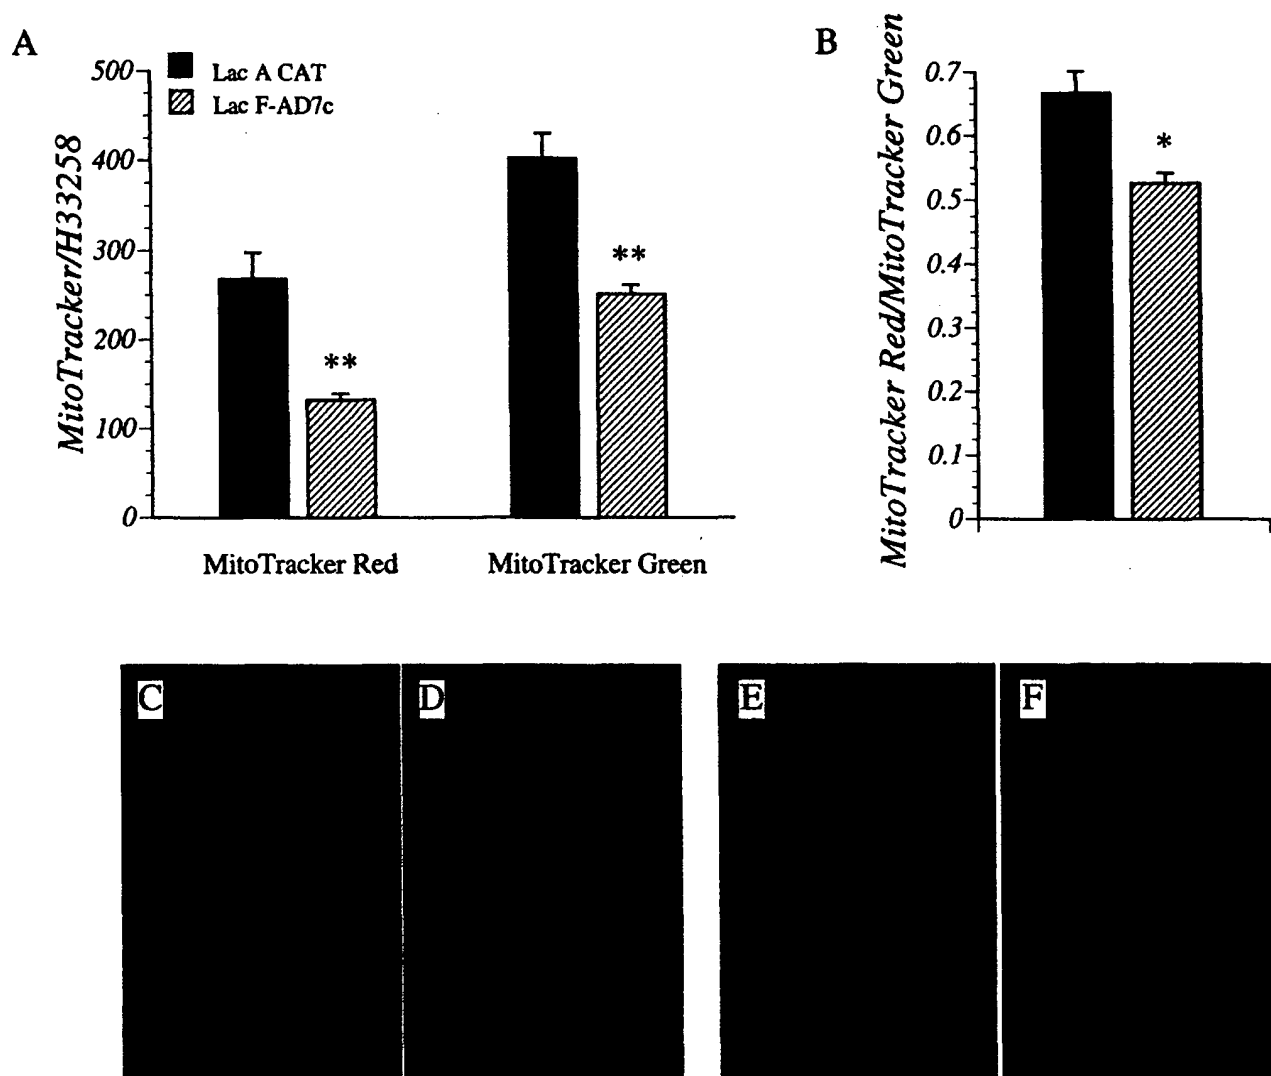 A
Lac A CAT
Lac F-AD7c
MitoTracker/H33258
500
400
300
200
100
0
**
**
MitoTracker Red
MitoTracker Green
B
MitoTracker Red/MitoTracker Green
0.7
0.6
0.5
0.4
0.3
0.2
0.1
0
*
C
D
E
F